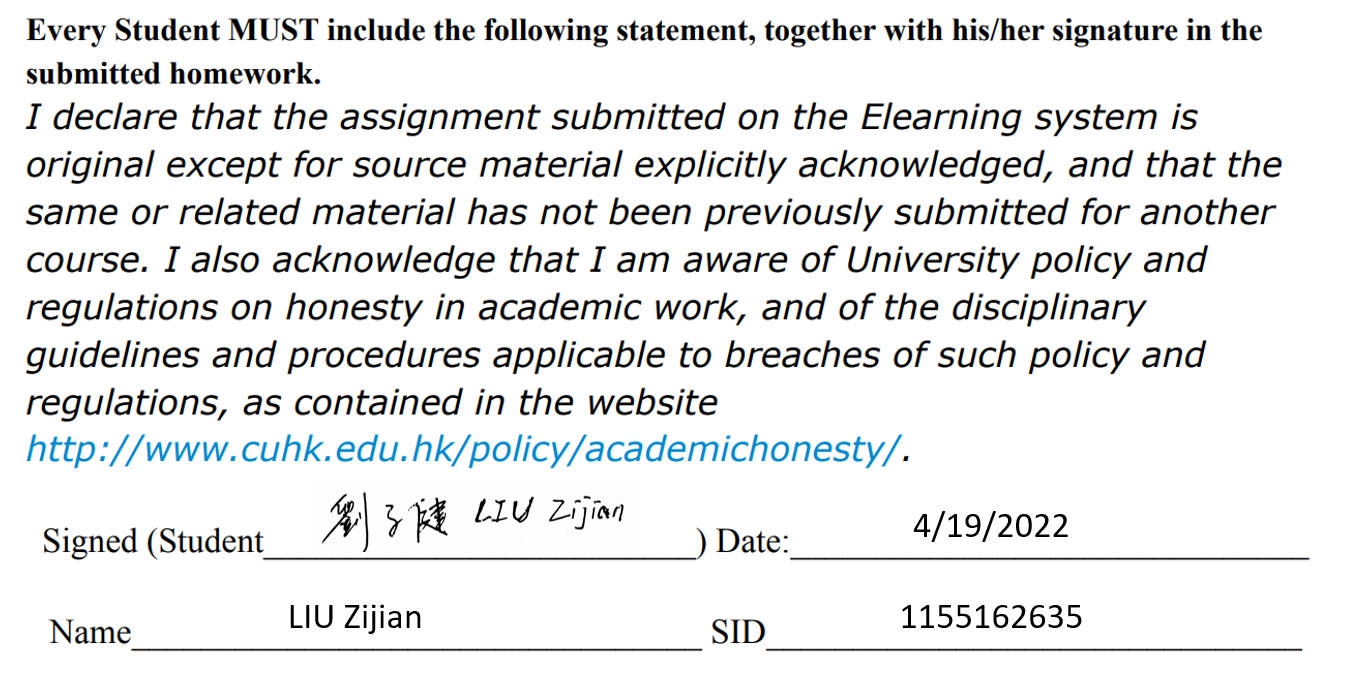 Every Student MUST include the following statement, together with his/her signature in the
submitted homework.
I declare that the assignment submitted on the Elearning system is
original except for source material explicitly acknowledged, and that the
same or related material has not been previously submitted for another
course. I also acknowledge that I am aware of University policy and
regulations on honesty in academic work, and of the disciplinary
guidelines and procedures applicable to breaches of such policy and
regulations, as contained in the website
http://www.cuhk.edu.hk/policy/academichonesty/.
Signed (Student 劉子健 LIU Zijian ) Date: 4/19/2022
Name LIU Zijian SID 1155162635